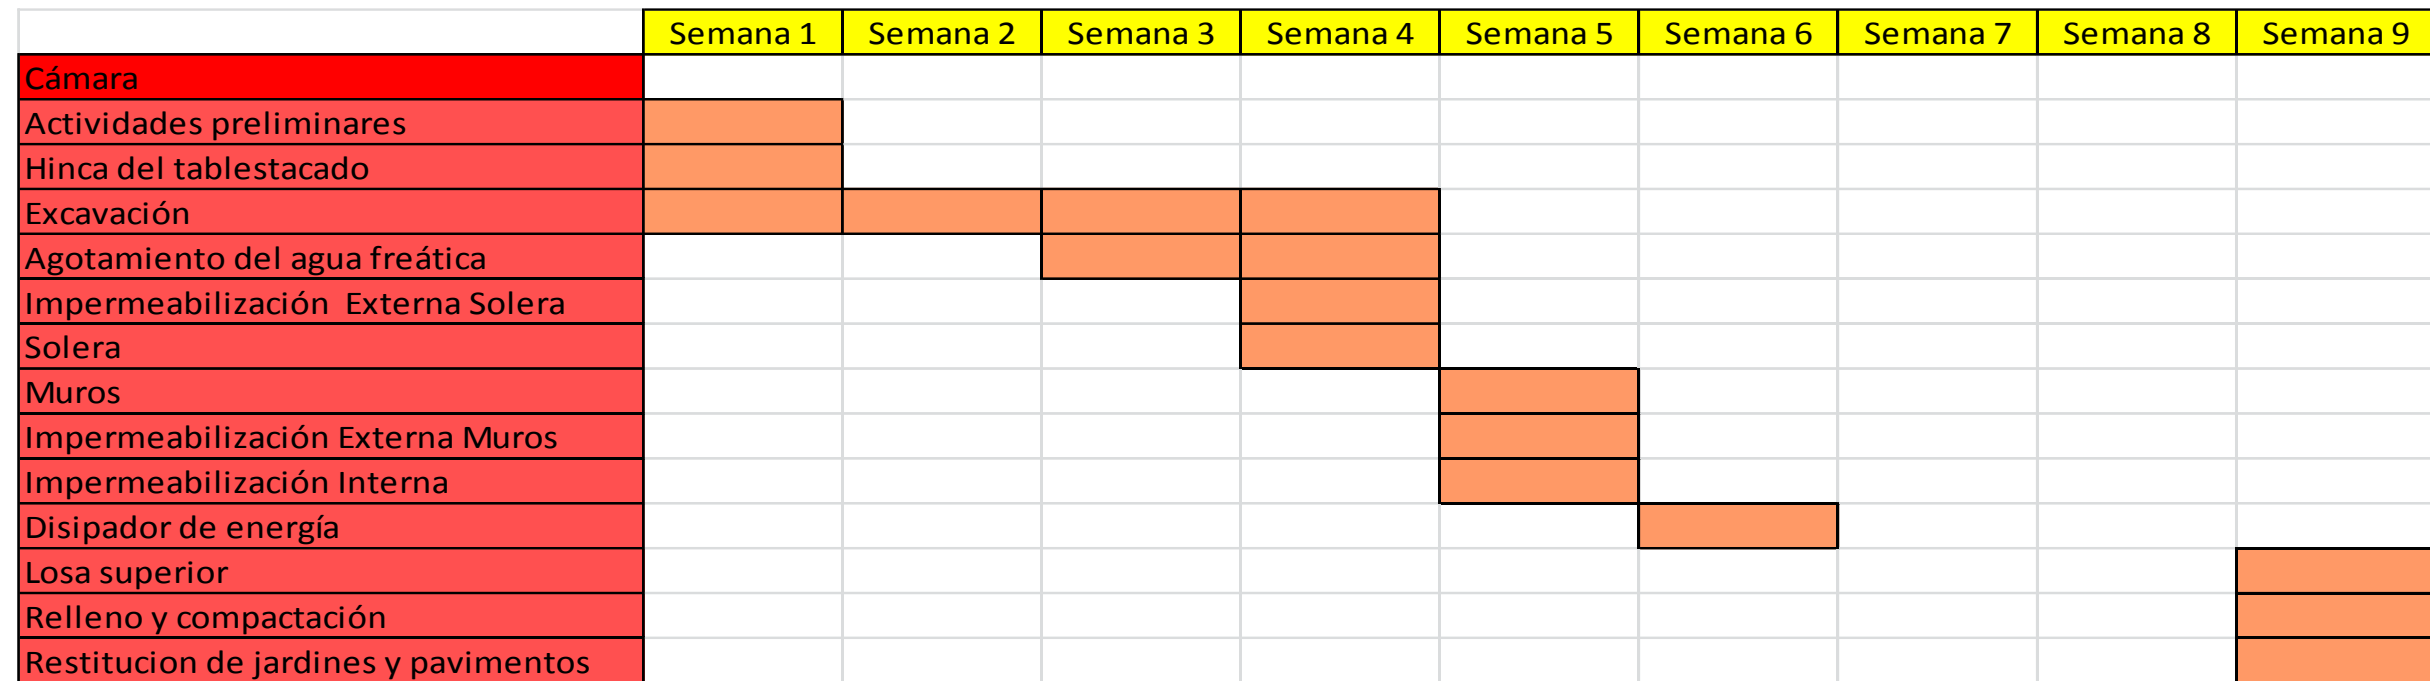 Semana 1 Semana 2 Semana 3 Semana 4 Semana 5 Semana 6 Semana 7 Semana 8 Semana 9
Cámara
Actividades preliminares
Hinca del tablestacado
Excavación
Agotamiento del agua freática
Impermeabilización  Externa Solera
Solera
Muros
Impermeabilización Externa Muros
Impermeabilización Interna
Disipador de energía
Losa superior
Relleno y compactación
Restitucion de jardines y pavimentos